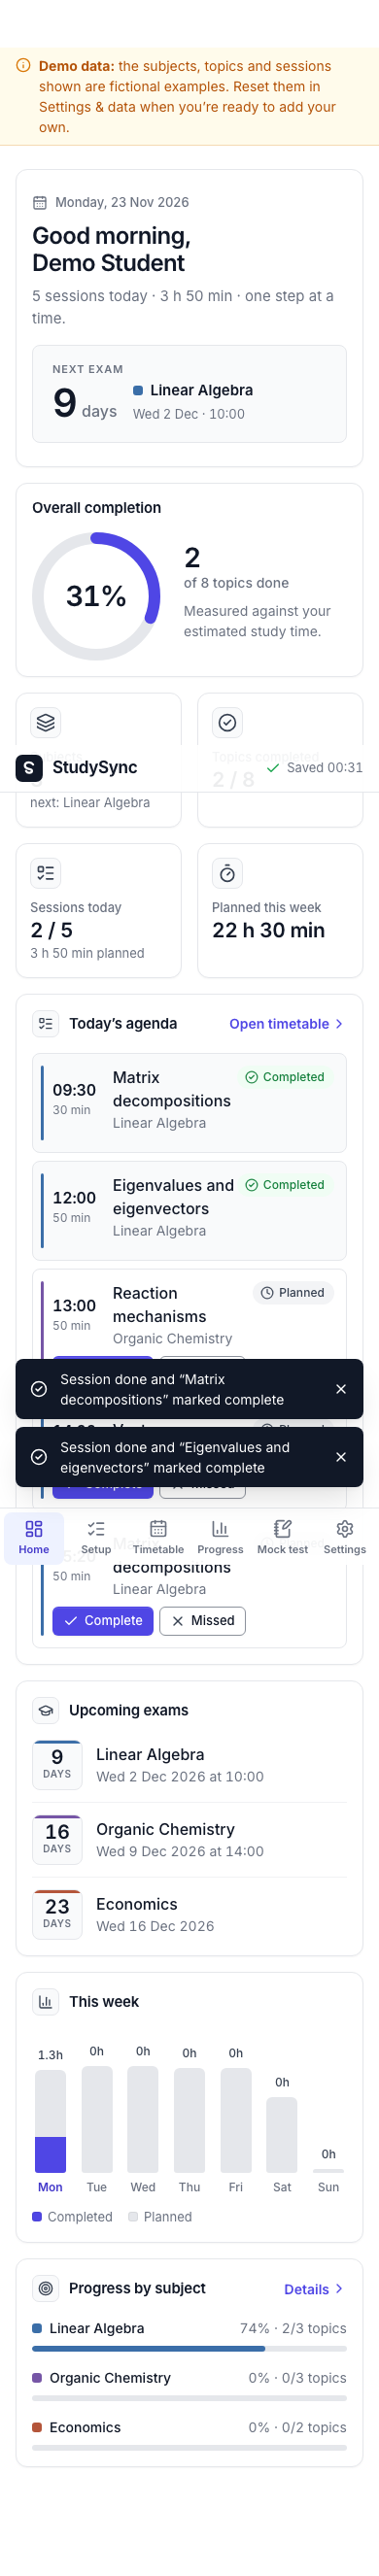 Demo data: the subjects, topics and sessions
shown are fictional examples. Reset them in
Settings & data when you’re ready to add your
own.
Monday, 23 Nov 2026
Good morning,
Demo Student
5 sessions today · 3 h 50 min · one step at a
time.
NEXT EXAM
9 days
Linear Algebra
Wed 2 Dec · 10:00
Overall completion
31%
2
of 8 topics done
Measured against your
estimated study time.
Topics completed
2 / 8
StudySync
Saved 00:31
next: Linear Algebra
Sessions today
2 / 5
3 h 50 min planned
Planned this week
22 h 30 min
Today’s agenda
Open timetable
09:30
30 min
Matrix
decompositions
Linear Algebra
Completed
12:00
50 min
Eigenvalues and
eigenvectors
Linear Algebra
Completed
13:00
50 min
Reaction
mechanisms
Organic Chemistry
Planned
Session done and “Matrix
decompositions” marked complete
Session done and “Eigenvalues and
eigenvectors” marked complete
Complete
Missed
Home
Setup
Timetable
Progress
Mock test
Settings
50 min
decompositions
Linear Algebra
Complete
Missed
Upcoming exams
9
DAYS
Linear Algebra
Wed 2 Dec 2026 at 10:00
16
DAYS
Organic Chemistry
Wed 9 Dec 2026 at 14:00
23
DAYS
Economics
Wed 16 Dec 2026
This week
1.3h
0h
0h
0h
0h
0h
0h
Mon
Tue
Wed
Thu
Fri
Sat
Sun
Completed
Planned
Progress by subject
Details
Linear Algebra
74% · 2/3 topics
Organic Chemistry
0% · 0/3 topics
Economics
0% · 0/2 topics